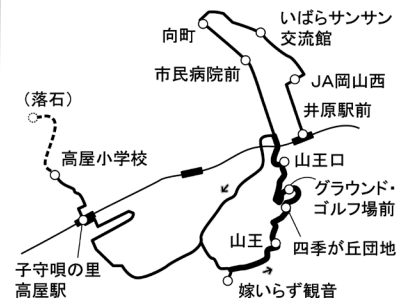 向町
いばらサンサン
交流館
市民病院前
JA岡山西
井原駅前
（落石）
高屋小学校
山王口
グラウンド・
ゴルフ場前
四季が丘団地
山王
子守唄の里
高屋駅
嫁いらず観音